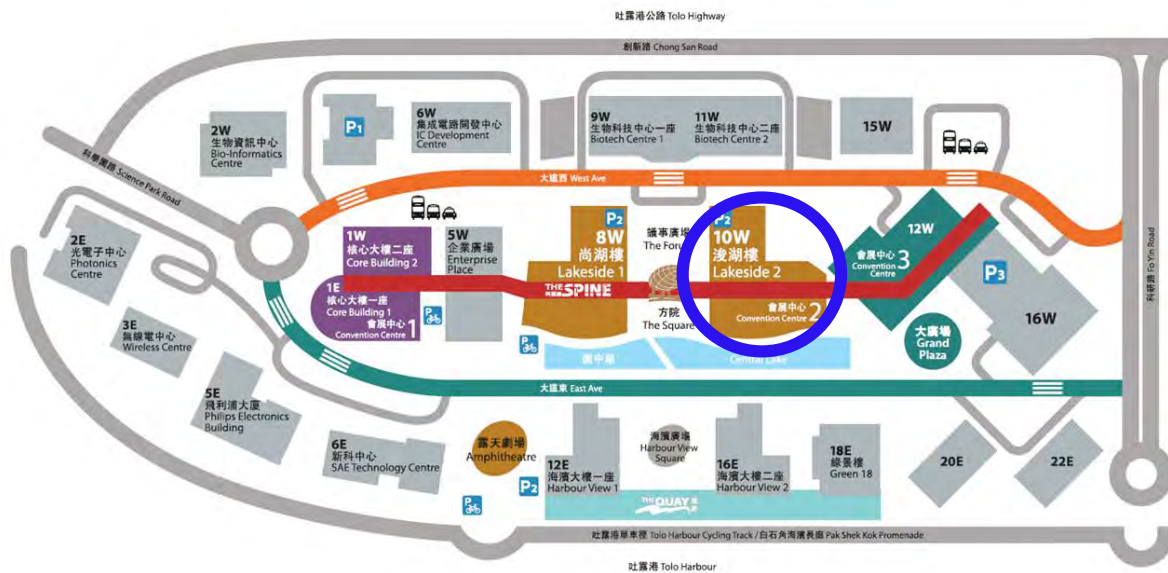 吐露港公路 Tolo Highway
創新路 Chong San Road
科學園路 Science Park Road
科研路 Fo Yin Road
2W
生物資訊中心
Bio-Informatics
Centre
P1
6W
集成電路開發中心
IC Development
Centre
9W
生物科技中心一座
Biotech Centre 1
11W
生物科技中心二座
Biotech Centre 2
15W
大道西 West Ave
2E
光電子中心
Photonics
Centre
1W
核心大樓二座
Core Building 2
1E
核心大樓一座
Core Building 1
會展中心
Convention Centre 1
5W
企業廣場
Enterprise
Place
P
P2
8W
尚湖樓
Lakeside 1
THE SPINE
議事廣場
The Foru
方院
The Square
P2
10W
浚湖樓
Lakeside 2
會展中心
Convention Centre 2
12W
會展中心
Convention
Centre 3
P3
16W
大廣場
Grand
Plaza
P
Central Lake
大道東 East Ave
3E
無線電中心
Wireless Centre
5E
飛利浦大廈
Philips Electronics
Building
6E
新科中心
SAE Technology Centre
露天劇場
Amphitheatre
P
P2
12E
海濱大樓一座
Harbour View 1
海濱廣場
Harbour View
Square
16E
海濱大樓二座
Harbour View 2
18E
綠景樓
Green 18
20E
22E
THE QUAY
吐露港單車徑 Tolo Harbour Cycling Track / 白石角海濱長廊 Pak Shek Kok Promenade
吐露港 Tolo Harbour